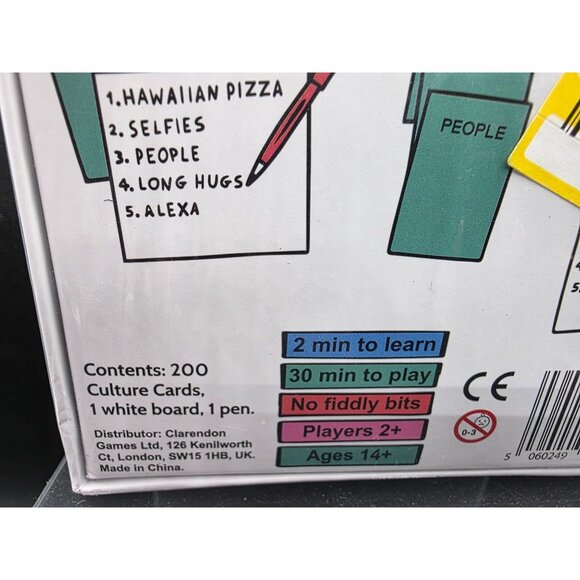 1. HAWAIIAN PIZZA
2. SELFIES
3. PEOPLE
4. LONG HUGS
5. ALEXA
PEOPLE
5.
2 min to learn
30 min to play
No fiddly bits
Players 2+
Ages 14+
Contents: 200
Culture Cards,
1 white board, 1 pen.
Distributor: Clarendon
Games Ltd, 126 Kenilworth
Ct, London, SW15 1HB, UK.
Made in China.
CE
0-3
5 060249